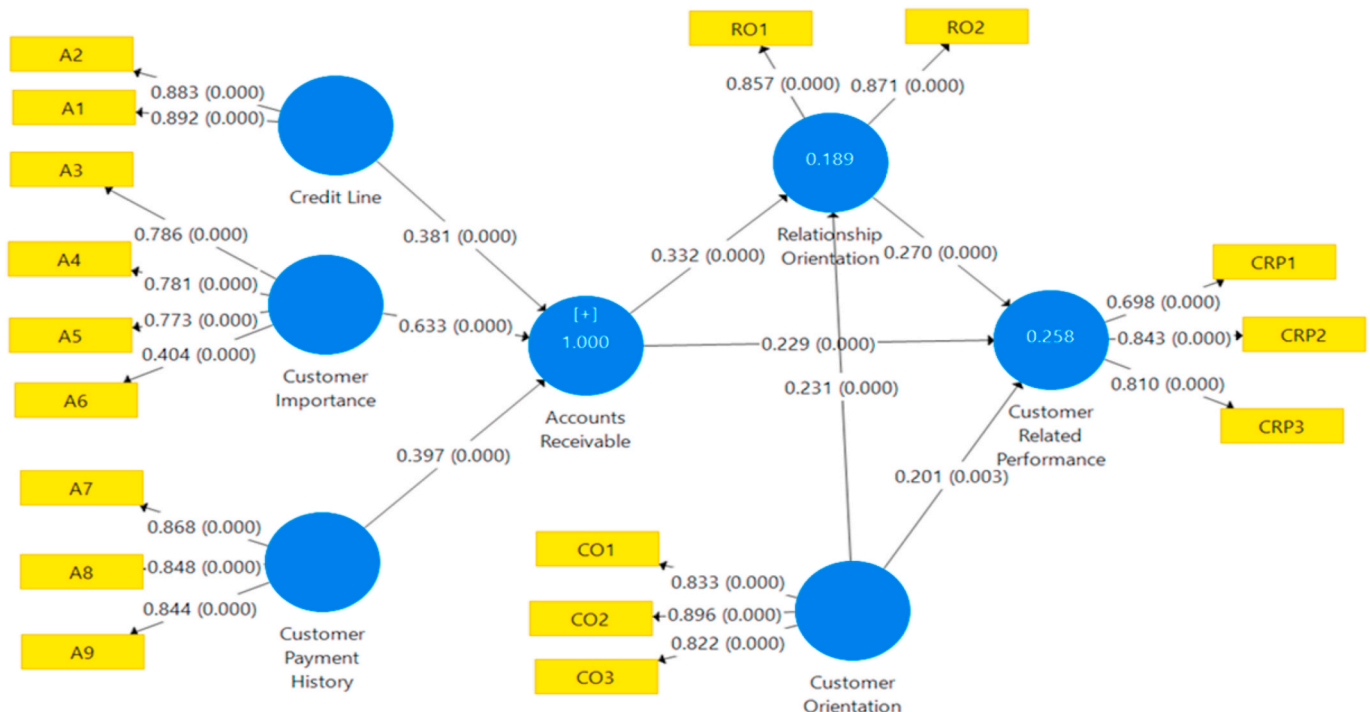 RO1
RO2
A2
0.883 (0.000)
A1
0.892 (0.000)
0.857 (0.000)
0.871 (0.000)
A3
0.189
Credit Line
0.786 (0.000)
0.381 (0.000)
Relationship
Orientation
0.332 (0.000)
0.270 (0.000)
A4
0.781 (0.000)
CRP1
0.698 (0.000)
A5
0.773 (0.000)
0.633 (0.000)
[+]
1.000
0.229 (0.000)
0.258
0.843 (0.000)
CRP2
0.404 (0.000)
A6
Customer
Importance
0.231 (0.000)
0.810 (0.000)
Accounts
Receivable
Customer
Related
Performance
CRP3
0.397 (0.000)
0.201 (0.003)
A7
0.868 (0.000)
A8
0.848 (0.000)
0.844 (0.000)
A9
CO1
0.833 (0.000)
CO2
0.896 (0.000)
0.822 (0.000)
CO3
Customer
Payment
History
Customer
Orientation